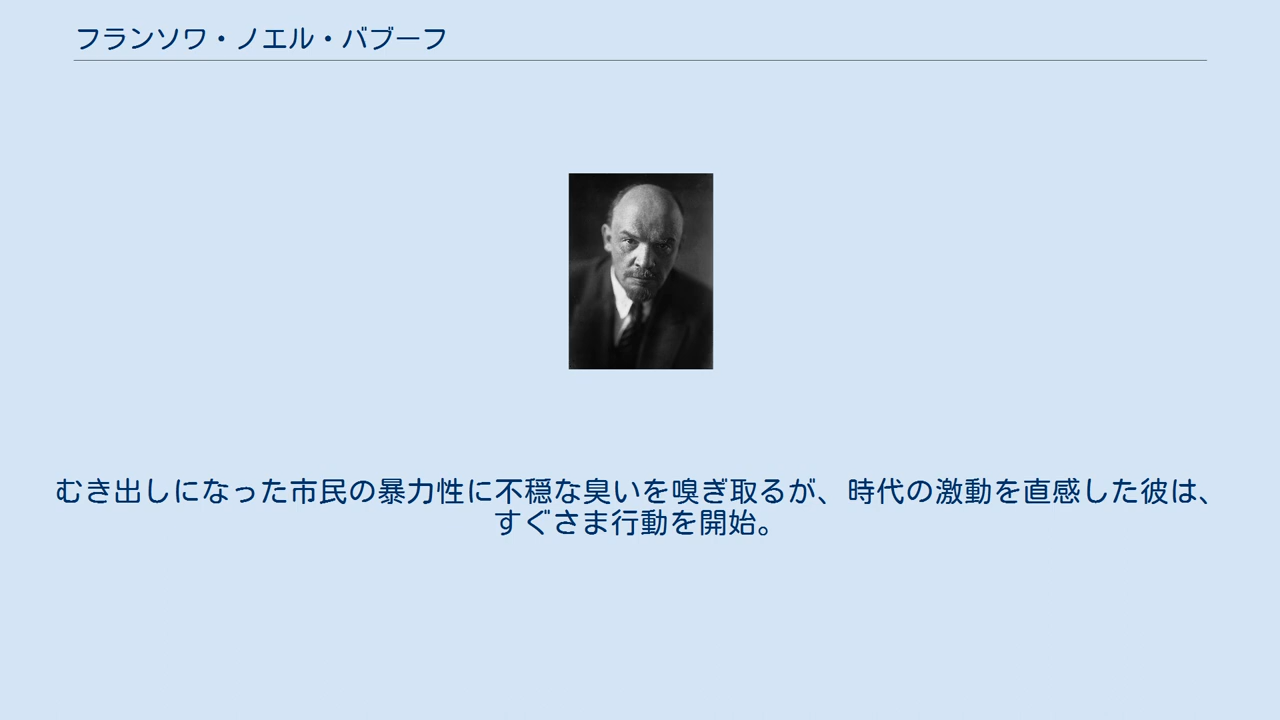 フランソワ・ノエル・バブーフ
むき出しになった市民の暴力性に不穏な臭いを嗅ぎ取るが、時代の激動を直感した彼は、
すぐさま行動を開始。